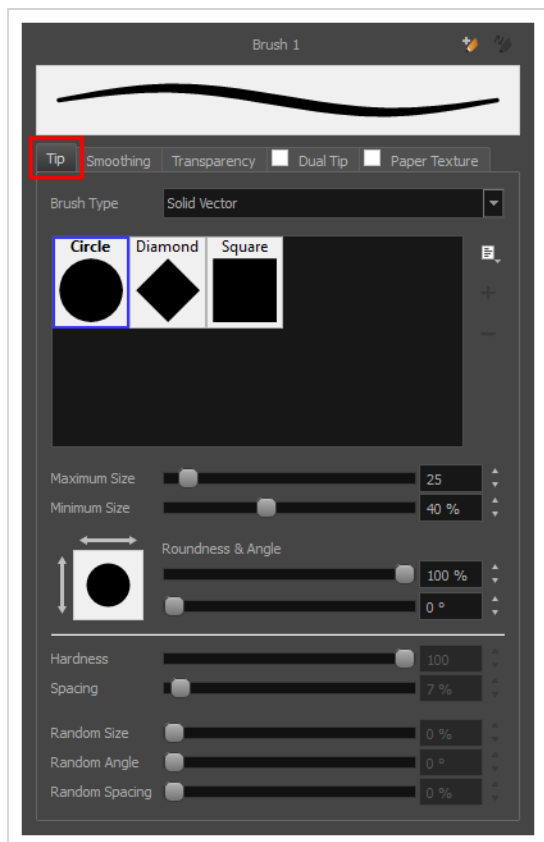 Brush 1
Tip Smoothing Transparency Dual Tip Paper Texture
Brush Type Solid Vector
Circle Diamond Square
Maximum Size 25
Minimum Size 40 %
Roundness & Angle
100 %
0 °
Hardness 100
Spacing 7 %
Random Size 0 %
Random Angle 0 °
Random Spacing 0 %